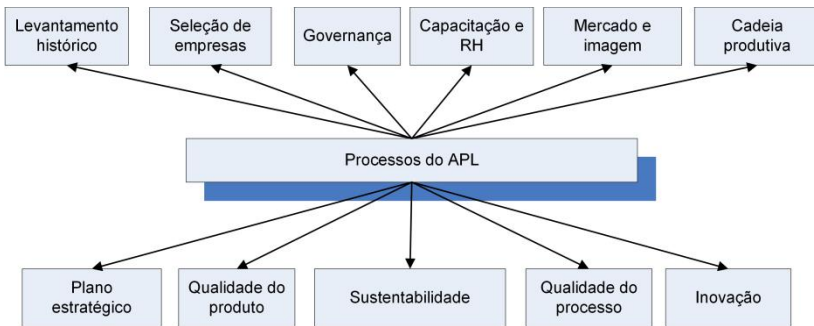 Levantamento
histórico
Seleção de
empresas
Governança
Capacitação e
RH
Mercado e
imagem
Cadeia
produtiva
Processos do APL
Plano
estratégico
Qualidade do
produto
Sustentabilidade
Qualidade do
processo
Inovação